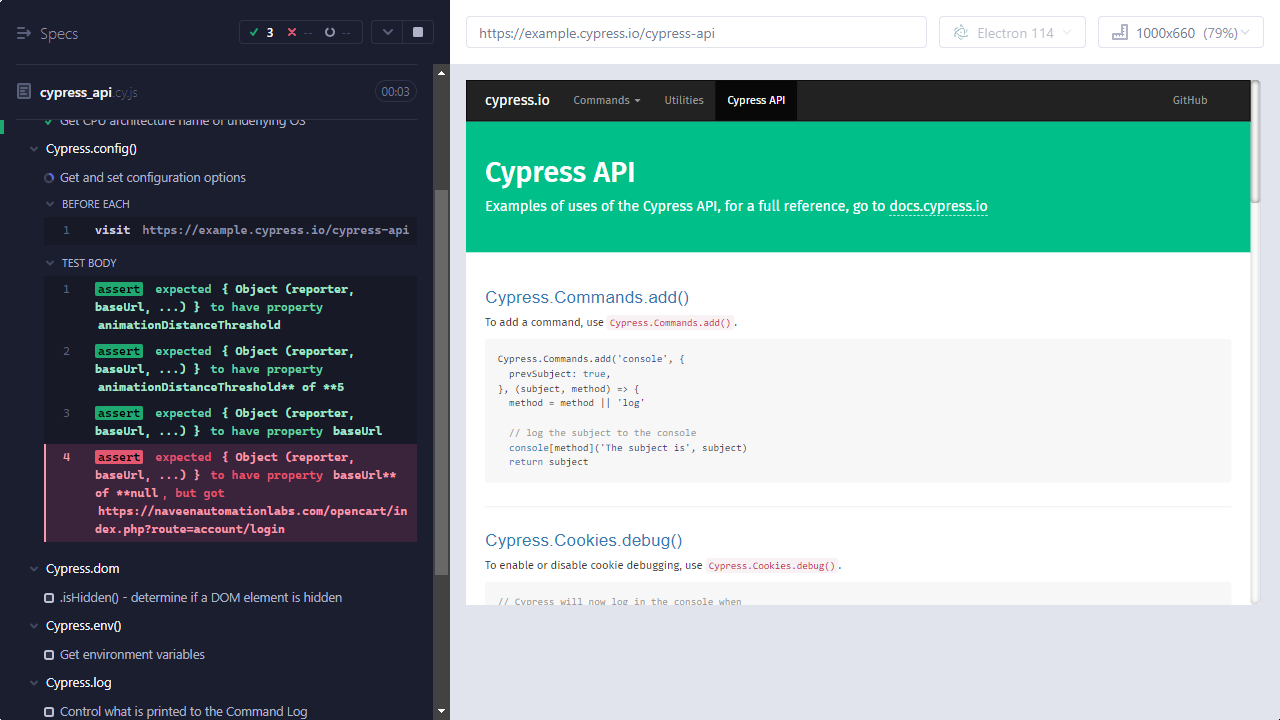 Specs
3
--
--
cypress_api.cy.js
00:03
Get CPU architecture name of underlying OS
Cypress.config()
Get and set configuration options
BEFORE EACH
1 visit https://example.cypress.io/cypress-api
TEST BODY
1 assert expected { Object (reporter,
baseUrl, ...) } to have property
animationDistanceThreshold
2 assert expected { Object (reporter,
baseUrl, ...) } to have property
animationDistanceThreshold** of **5
3 assert expected { Object (reporter,
baseUrl, ...) } to have property baseUrl
4 assert expected { Object (reporter,
baseUrl, ...) } to have property baseUrl**
of **null, but got
https://naveenautomationlabs.com/opencart/in
dex.php?route=account/login
Cypress.dom
.isHidden() - determine if a DOM element is hidden
Cypress.env()
Get environment variables
Cypress.log
Control what is printed to the Command Log
https://example.cypress.io/cypress-api
Electron 114
1000x660 (79%)
cypress.io Commands Utilities Cypress API GitHub
Cypress API
Examples of uses of the Cypress API, for a full reference, go to docs.cypress.io
Cypress.Commands.add()
To add a command, use Cypress.Commands.add().
Cypress.Commands.add('console', {
prevSubject: true,
}, (subject, method) => {
method = method || 'log'
// log the subject to the console
console[method]('The subject is', subject)
return subject
Cypress.Cookies.debug()
To enable or disable cookie debugging, use Cypress.Cookies.debug().
// Cypress will now log in the console when